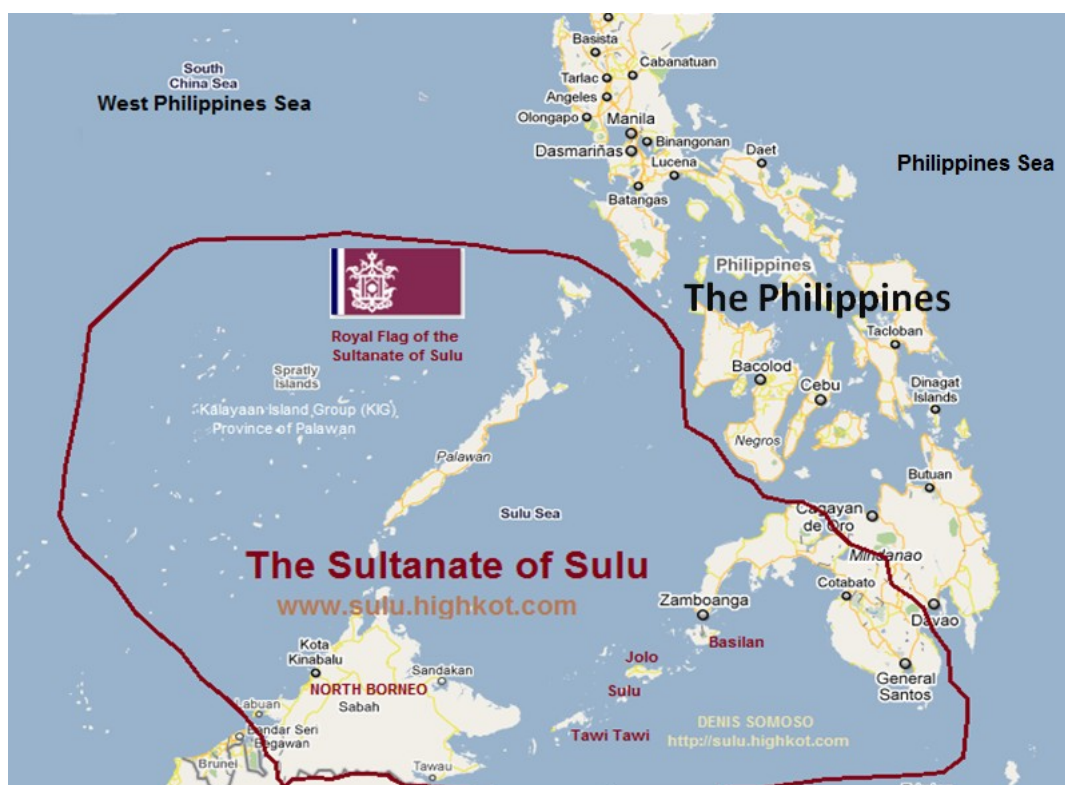 Basista
South
China Sea
Cabanatuan
Tarlac
West Philippines Sea
Angeles
Olongapo
Manila
Binangonan
Dasmariñas
Daet
Lucena
Philippines Sea
Batangas
Philippines
The Philippines
Royal Flag of the
Sultanate of Sulu
Tacloban
Spratly
Islands
Bacolod
Cebu
Dinagat
Islands
Kalayaan Island Group (KIG)
Province of Palawan
Negros
Palawan
Butuan
Sulu Sea
Cagayan
de Oro
Mindanao
The Sultanate of Sulu
www.sulu.highkot.com
Cotabato
Zamboanga
Davao
Basilan
Kota
Kinabalu
Jolo
Sandakan
General
Santos
NORTH BORNEO
Sulu
Sabah
Labuan
DENIS SOMOSO
Tawi Tawi
http://sulu.highkot.com
Bandar Seri
Begawan
Brunei
Tawau